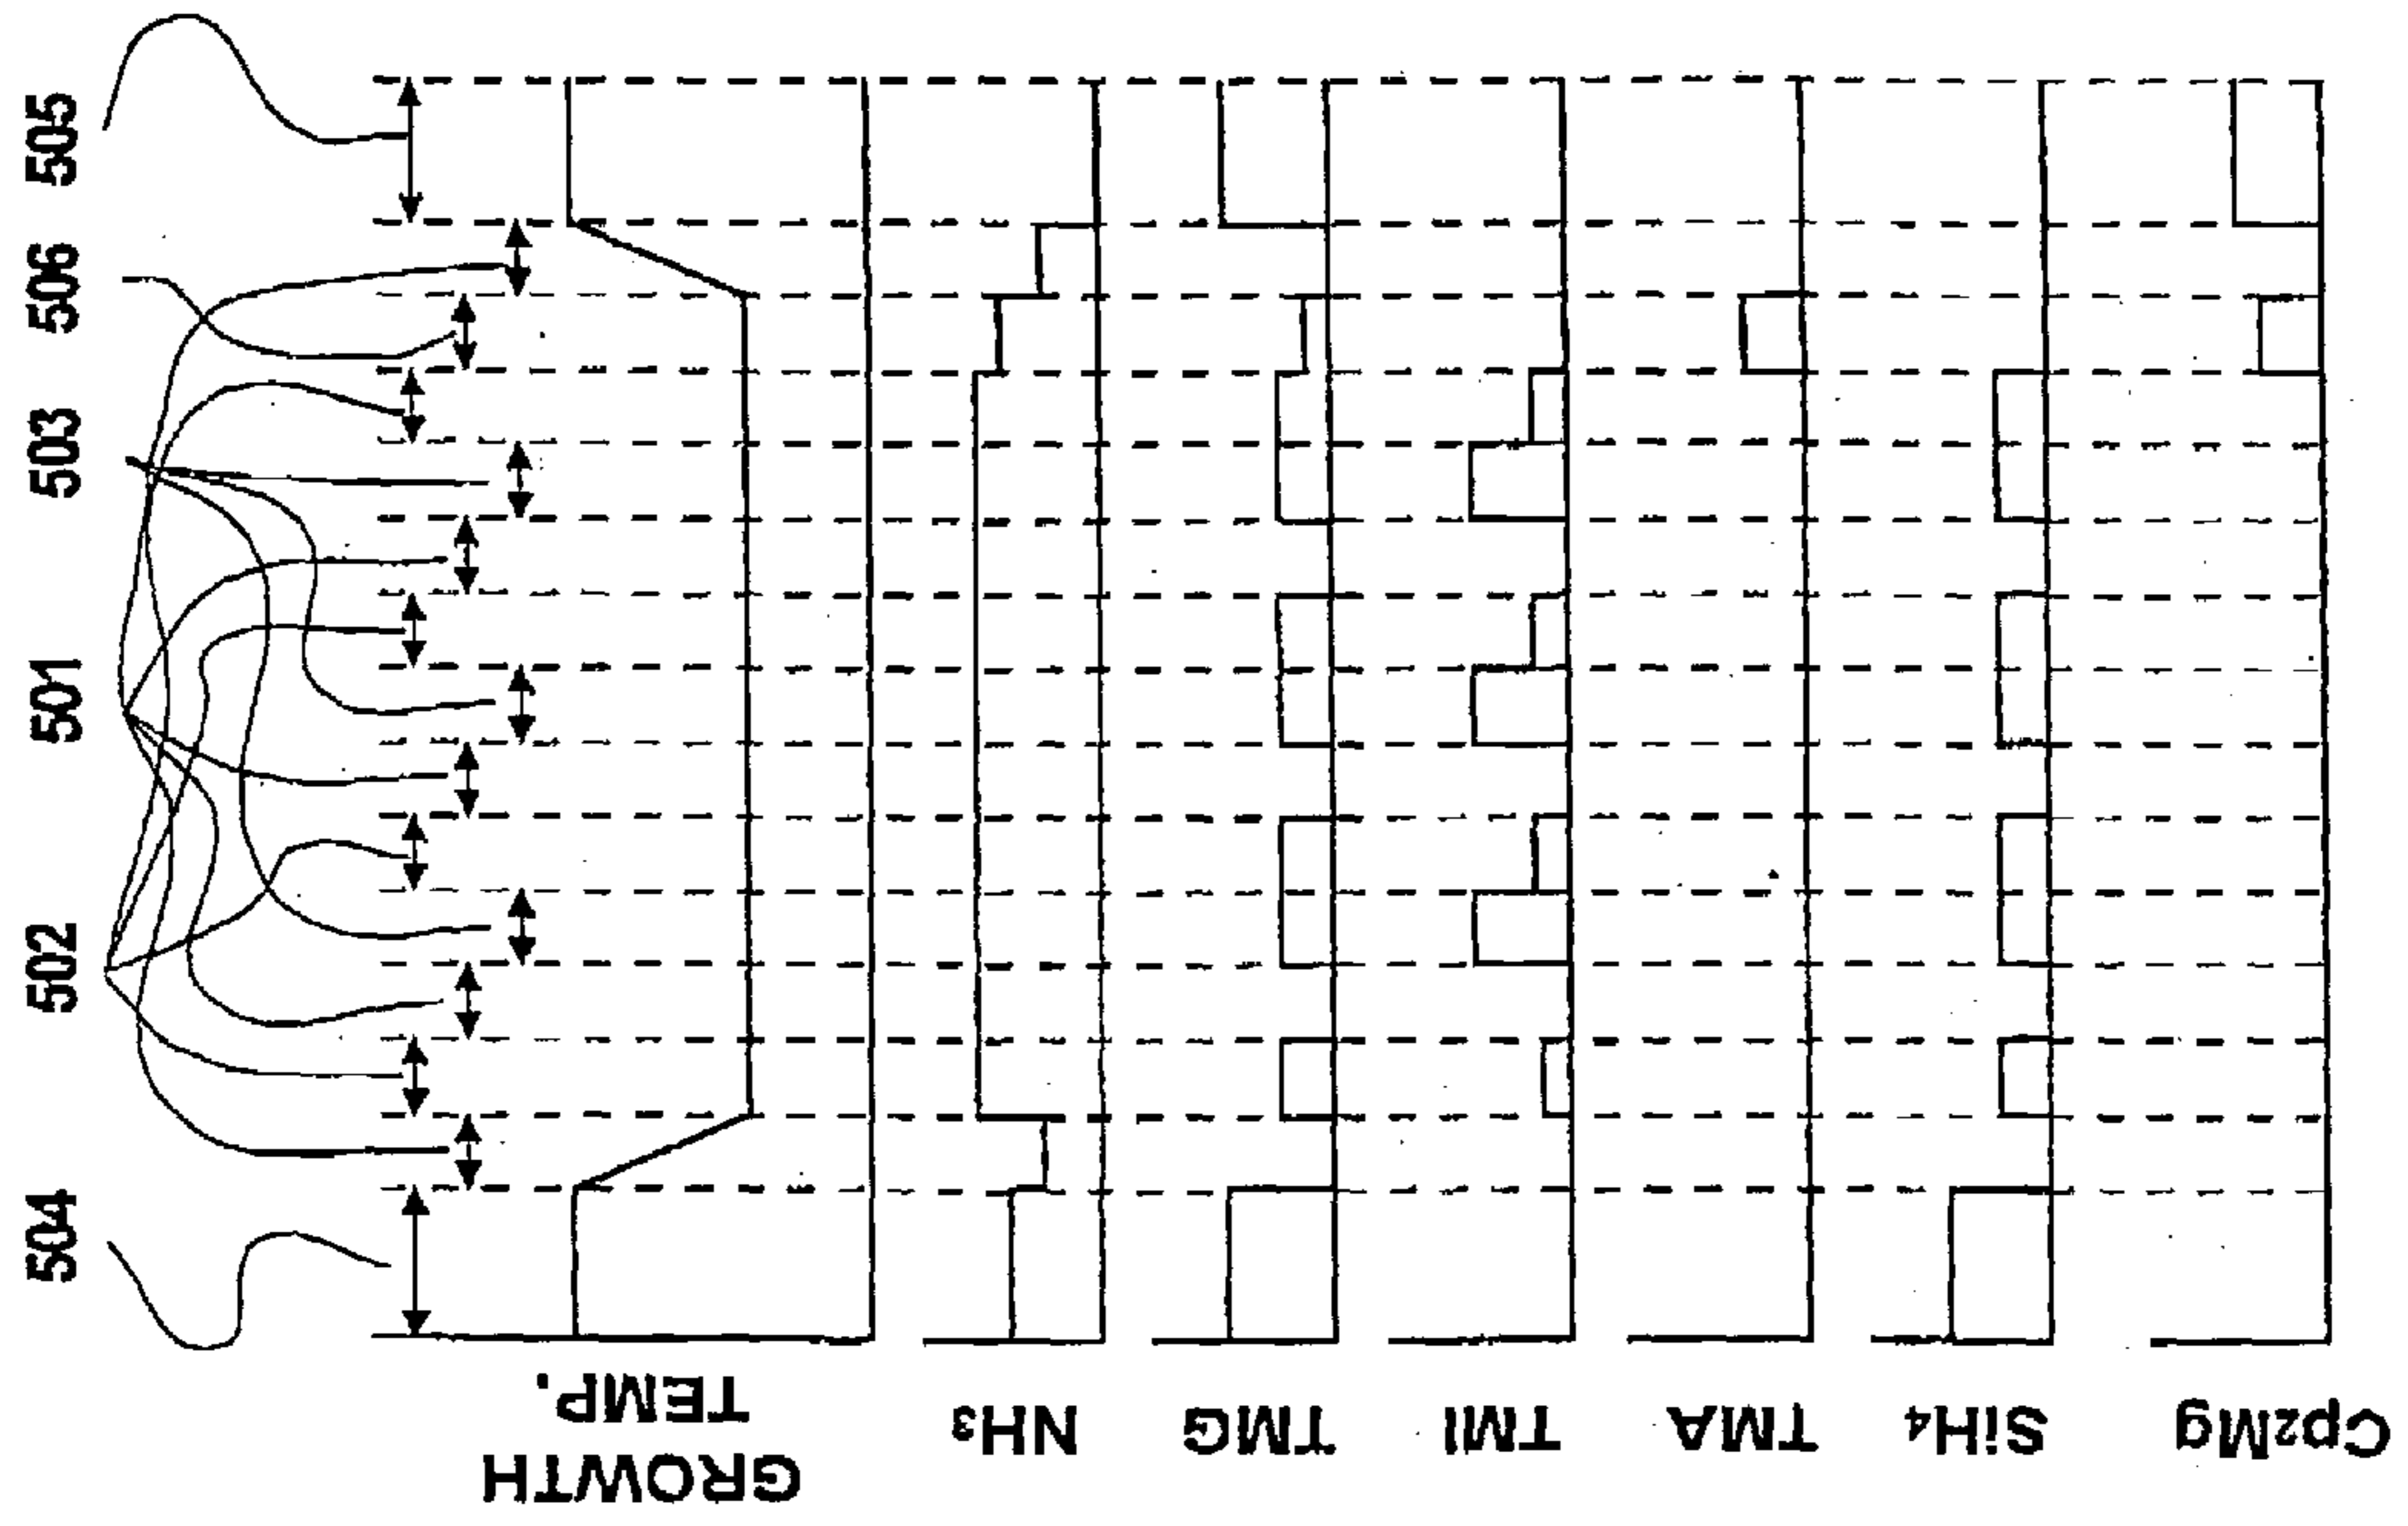 504
502
501
503
506
505
GROWTH
TEMP.
NH3
TMG
TMI
TMA
SiH4
Cp2Mg